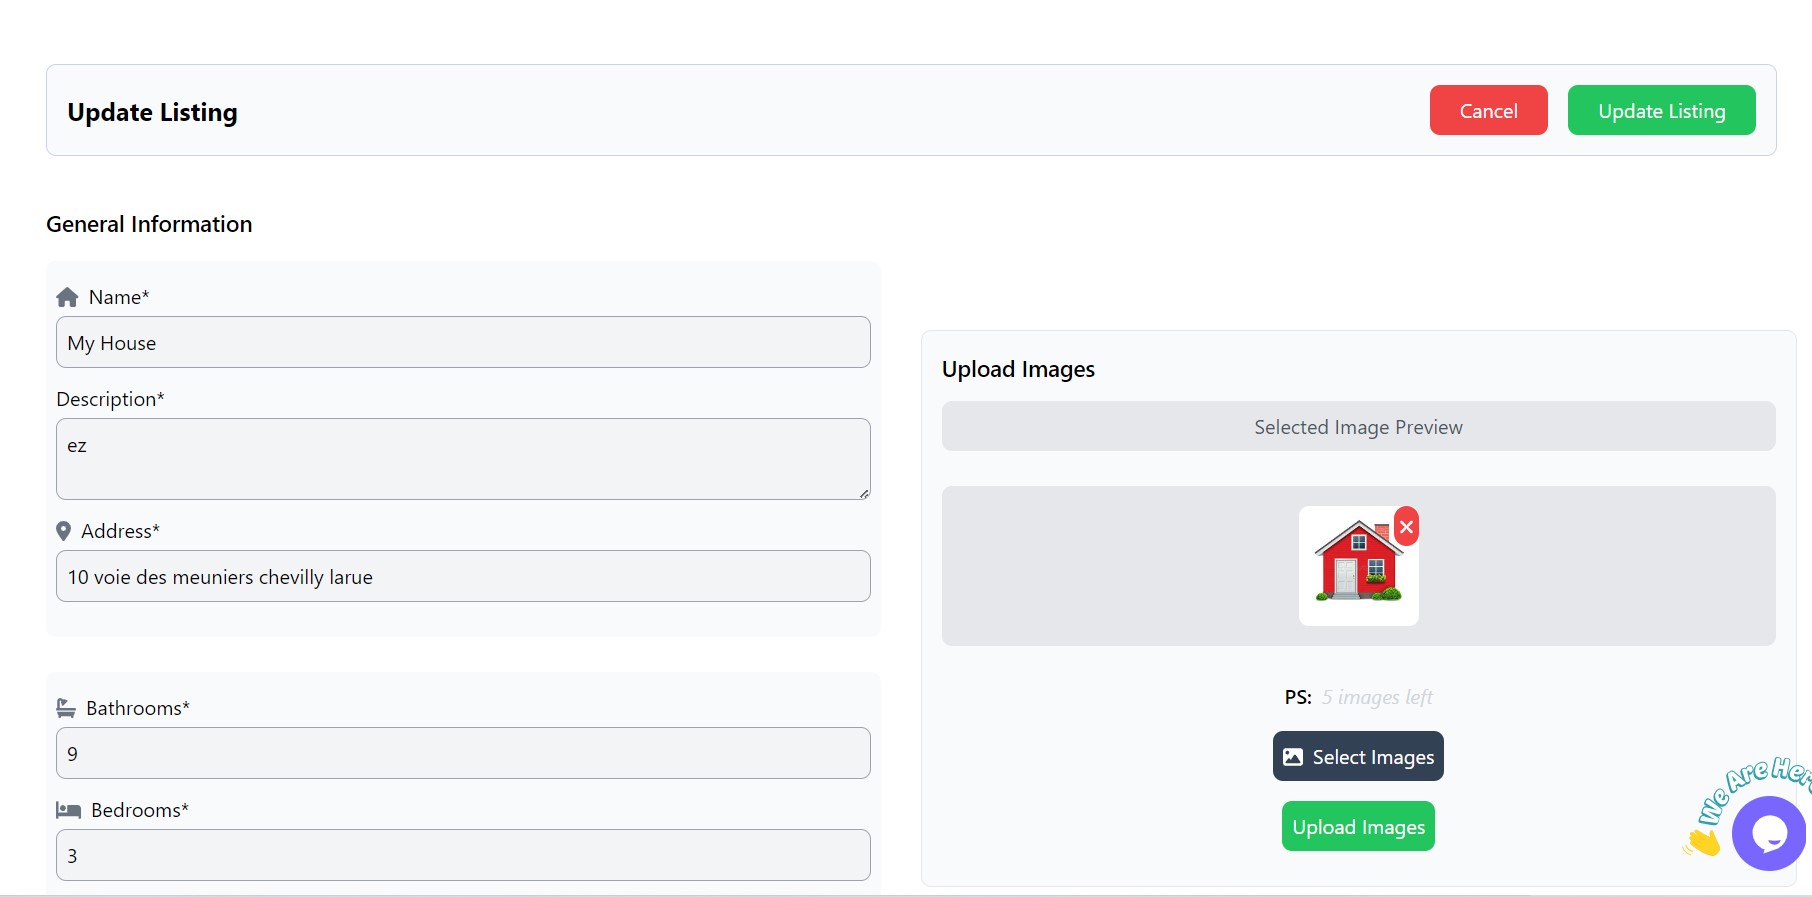 Update Listing
Cancel
Update Listing
General Information
Name*
My House
Description*
ez
Address*
10 voie des meuniers chevilly larue
Bathrooms*
9
Bedrooms*
3
Upload Images
Selected Image Preview
PS: 5 images left
Select Images
Upload Images
We Are